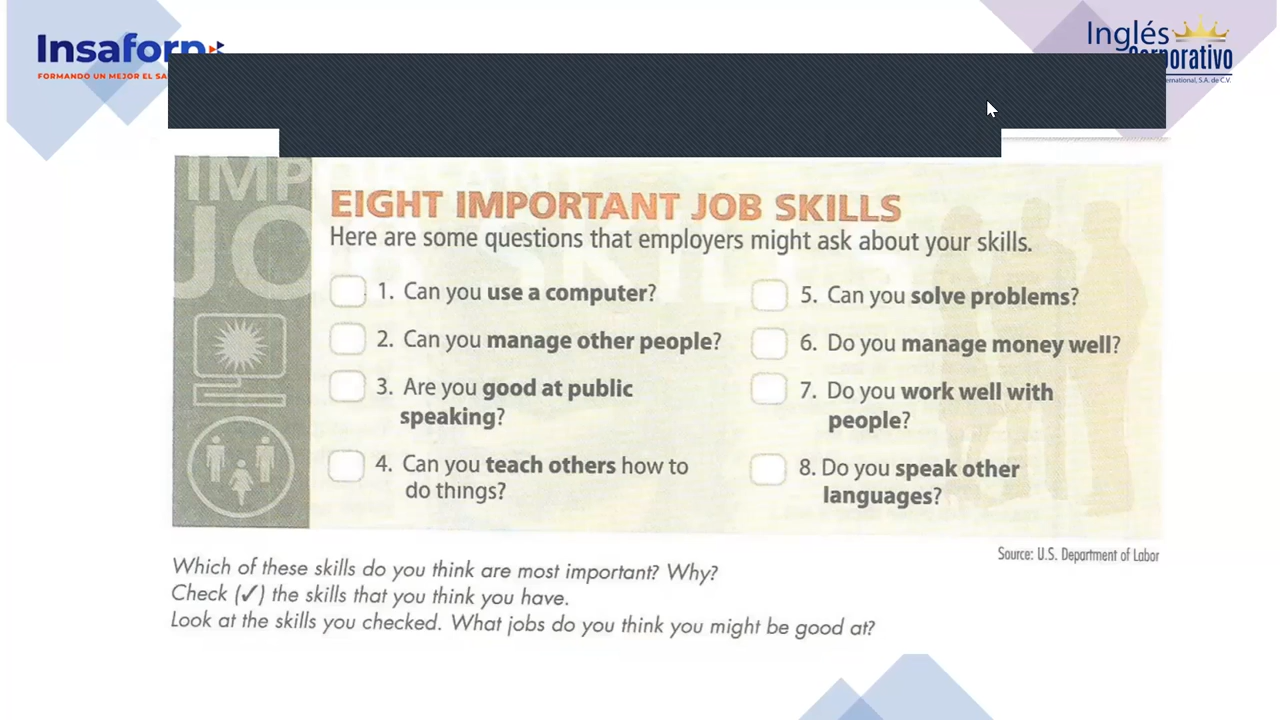 Insaforp
FORMANDO UN MEJOR EL SA
Inglés
Corporativo
International, S.A. de C.V.
IMPORTANT
JOB SKILLS
EIGHT IMPORTANT JOB SKILLS
Here are some questions that employers might ask about your skills.
1. Can you use a computer?
2. Can you manage other people?
3. Are you good at public
speaking?
4. Can you teach others how to
do things?
5. Can you solve problems?
6. Do you manage money well?
7. Do you work well with
people?
8. Do you speak other
languages?
Source: U.S. Department of Labor
Which of these skills do you think are most important? Why?
Check (✓) the skills that you think you have.
Look at the skills you checked. What jobs do you think you might be good at?